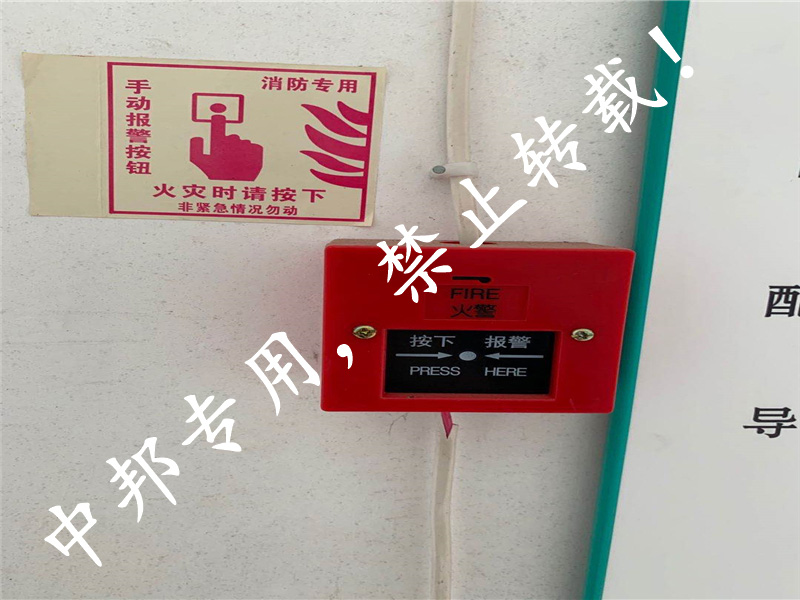 消防专用
手动报警按钮
火灾时请按下
非紧急情况勿动
FIRE
火警
按下 报警
PRESS HERE
配
导
中邦专用，禁止转载！